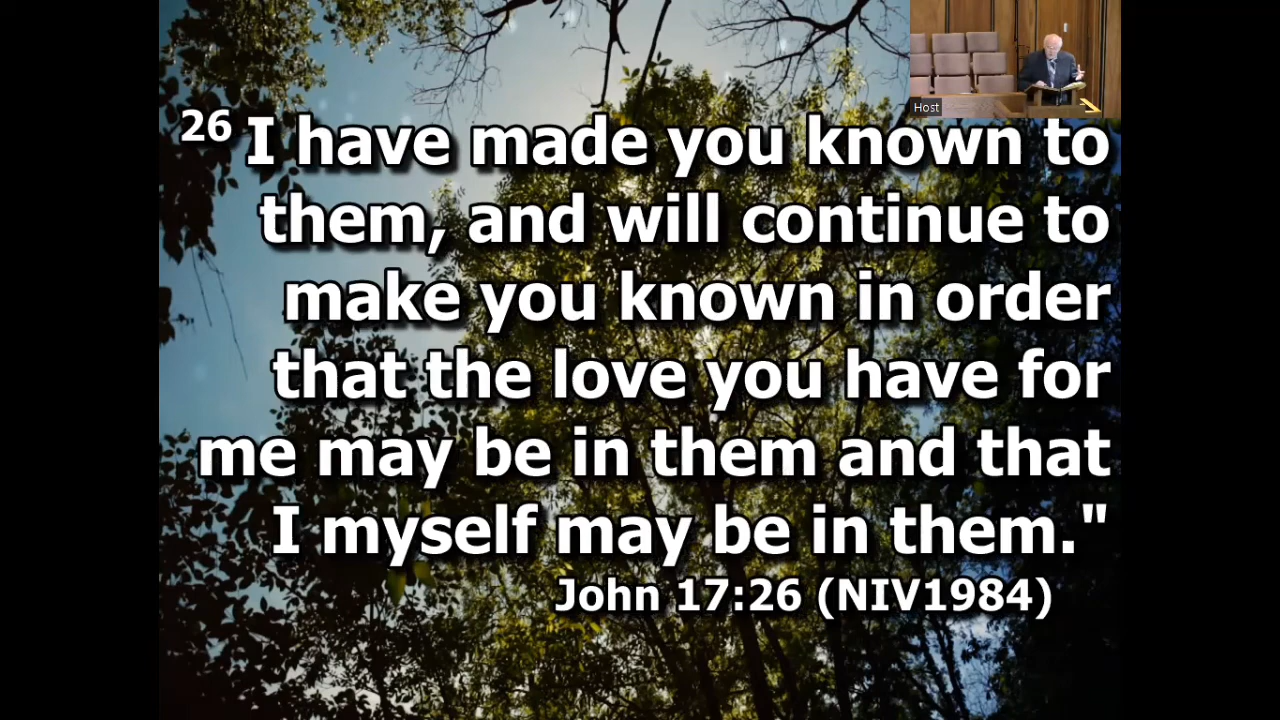 Host
26 I have made you known to
them, and will continue to
make you known in order
that the love you have for
me may be in them and that
I myself may be in them."
John 17:26 (NIV1984)